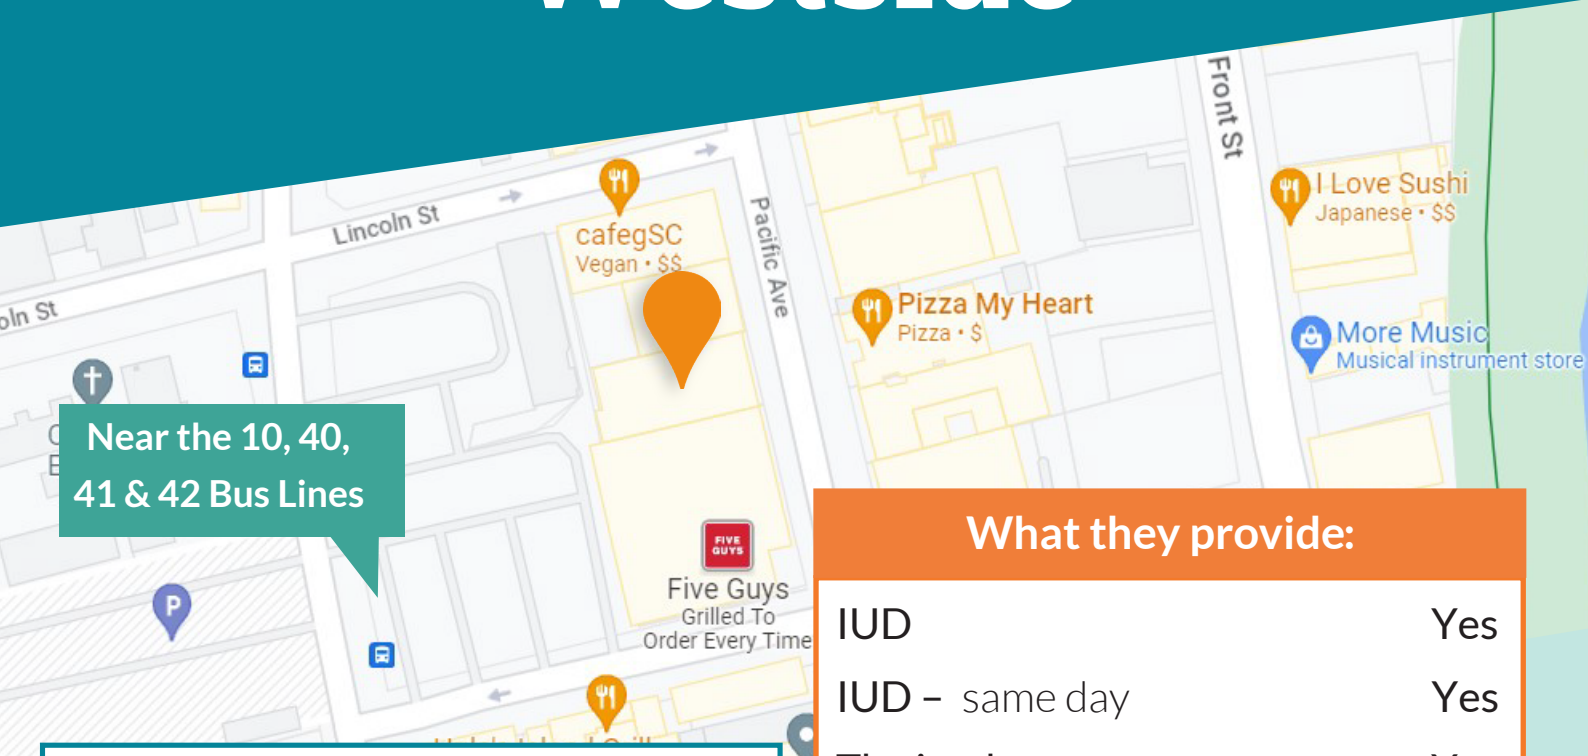 Westside
Front St
I Love Sushi
Japanese • $$
Lincoln St
Pacific Ave
cafegSC
Vegan • $$
Pizza My Heart
Pizza • $
oln St
More Music
Musical instrument store
Near the 10, 40,
41 & 42 Bus Lines
FIVE
GUYS
Five Guys
Grilled To
Order Every Time
P
What they provide:
IUD Yes
IUD – same day Yes